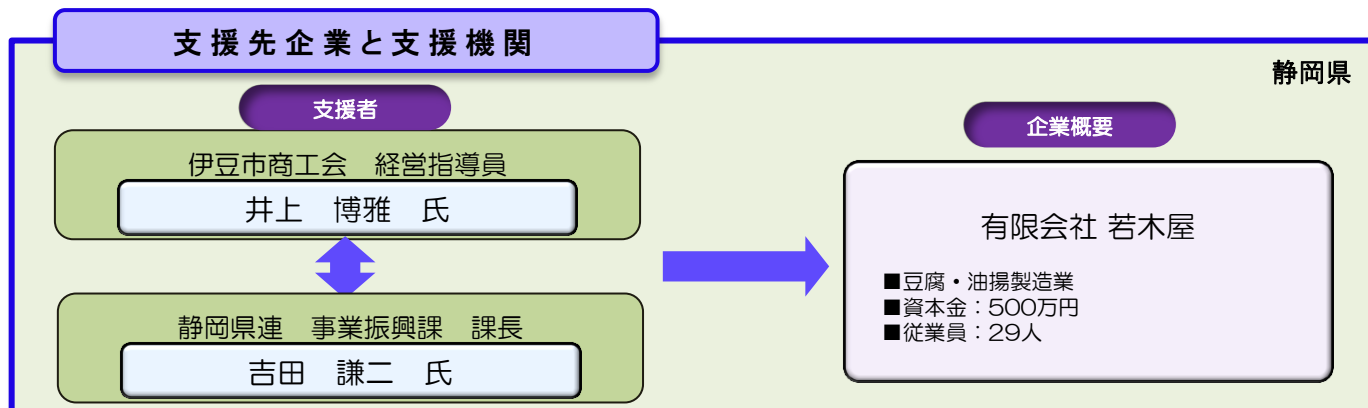 支援先企業と支援機関
静岡県
支援者
伊豆市商工会　経営指導員
井上　博雅　氏
静岡県連　事業振興課　課長
吉田　謙二　氏
企業概要
有限会社 若木屋
■豆腐・油揚製造業
■資本金：500万円
■従業員：29人